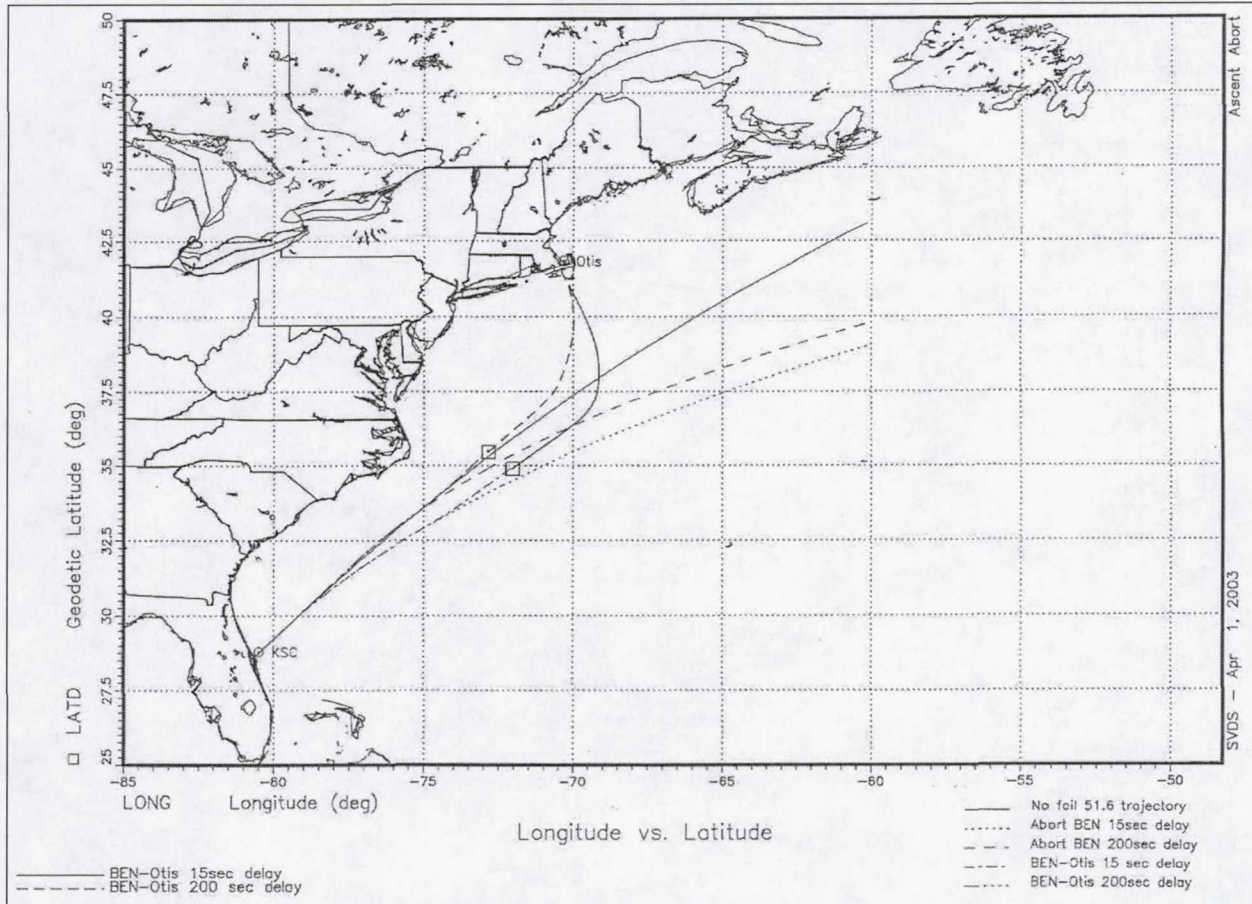 50
47.5
45
42.5
40
37.5
35
32.5
30
27.5
25
□ LATD Geodetic Latitude (deg)
Otis
KSC
-85
-80
-75
-70
-65
-60
-55
-50
LONG Longitude (deg)
Longitude vs. Latitude
SVDS - Apr 1, 2003
Ascent Abort
No fail 51.6 trajectory
Abort BEN 15sec delay
Abort BEN 200sec delay
BEN-Otis 15 sec delay
BEN-Otis 200sec delay
BEN-Otis 15sec delay
BEN-Otis 200 sec delay